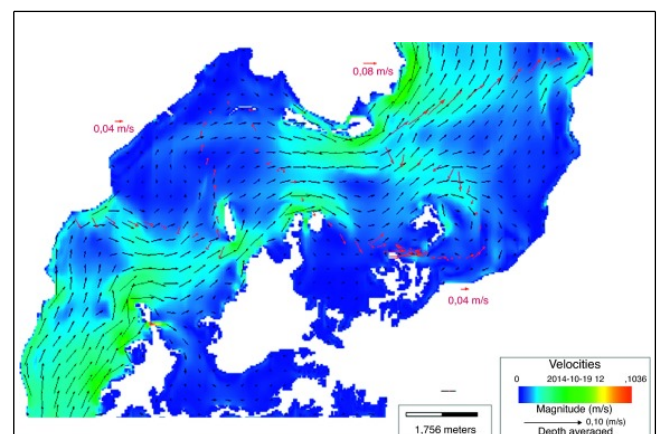 0,08 m/s
0,04 m/s
0,04 m/s
Velocities
0 2014-10-19 12 ,1036
Magnitude (m/s)
0,10 (m/s)
Depth averaged
1,756 meters